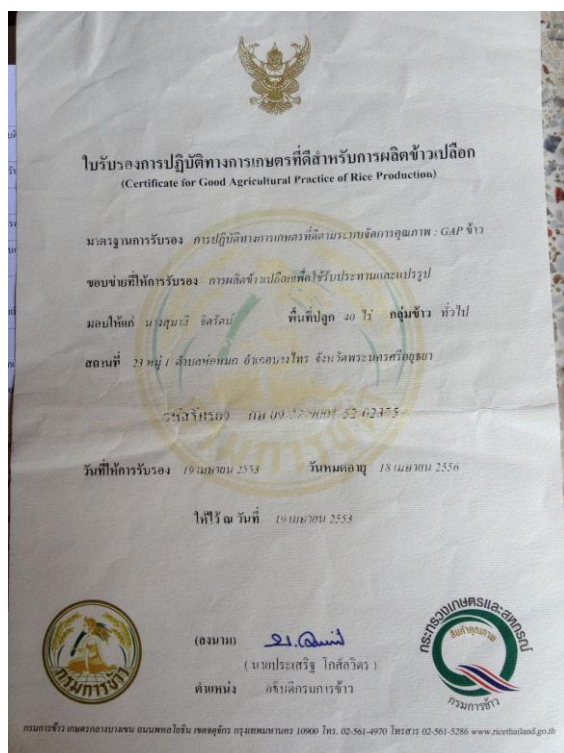 ใบรับรองการปฏิบัติทางการเกษตรที่ดีสำหรับการผลิตข้าวเปลือก
(Certificate for Good Agricultural Practice of Rice Production)
มาตรฐานการรับรอง การปฏิบัติทางการเกษตรที่ดีตามระบบจัดการคุณภาพ : GAP ข้าว
ขอบข่ายที่ให้การรับรอง การผลิตข้าวเปลือกเพื่อใช้รับประทานและแปรรูป
มอบให้แก่ นางสุมาลี พื้นที่ปลูก 40 ไร่ กลุ่มข้าว ทั่วไป
สถานที่ 23 หมู่ 1 ตำบลห่อหมก อำเภอบางไทร จังหวัดพระนครศรีอยุธยา
รหัสรับรอง กษ
กรมการข้าว
วันที่ให้การรับรอง 19 เมษายน 2553 วันหมดอายุ 18 เมษายน 2556
ให้ไว้ ณ วันที่ 19 เมษายน 2553
(ลงนาม)
(นายประเสริฐ โกศัลวิตร)
ตำแหน่ง อธิบดีกรมการข้าว
กรมการข้าว
กระทรวงเกษตรและสหกรณ์
สินค้าคุณภาพ
กรมการข้าว
กรมการข้าว เกษตรกลางบางเขน ถนนพหลโยธิน เขตจตุจักร กรุงเทพมหานคร 10900 โทร. 02-561-4970 โทรสาร 02-561-5286 www.ricethailand.go.th